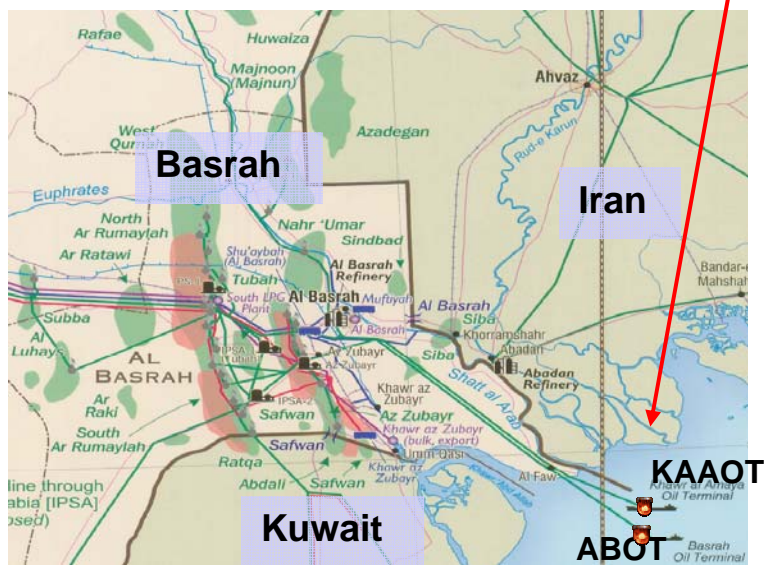 Rafae
Huwaiza
Majnoon
(Majnun)
Ahvaz
Azadegan
West
Qurnah
Basrah
Rud-e Karun
Iran
Euphrates
North
Ar Rumaylah
Nahr 'Umar
Sindbad
Ar Ratawi
Shu'aybah
(Al Basrah)
Al Basrah
Refinery
Bandar-e
Mahshahr
Tubah
South LPG
Plant
Al Basrah
Muftiyah
Al Basrah
Subba
Al Basrah
Siba
Khorramshahr
Al
Luhays
Siba
Abadan
AL
BASRAH
IPSA
(Tubah)
Az Zubayr
Az Zubayr
Abadan
Refinery
Shatt al Arab
Ar
Raki
IPSA-2
Khawr az
Zubayr
Safwan
Az Zubayr
South
Ar Rumaylah
Khawr az Zubayr
(bulk, export)
Safwan
Umm Qasr
Ratqa
Khawr az
Zubayr
Al Faw
KAAOT
Khawr al Amaya
Oil Terminal
Abdali
Safwan
line through
abia [IPSA]
osed)
Kuwait
ABOT
Basrah
Oil Terminal